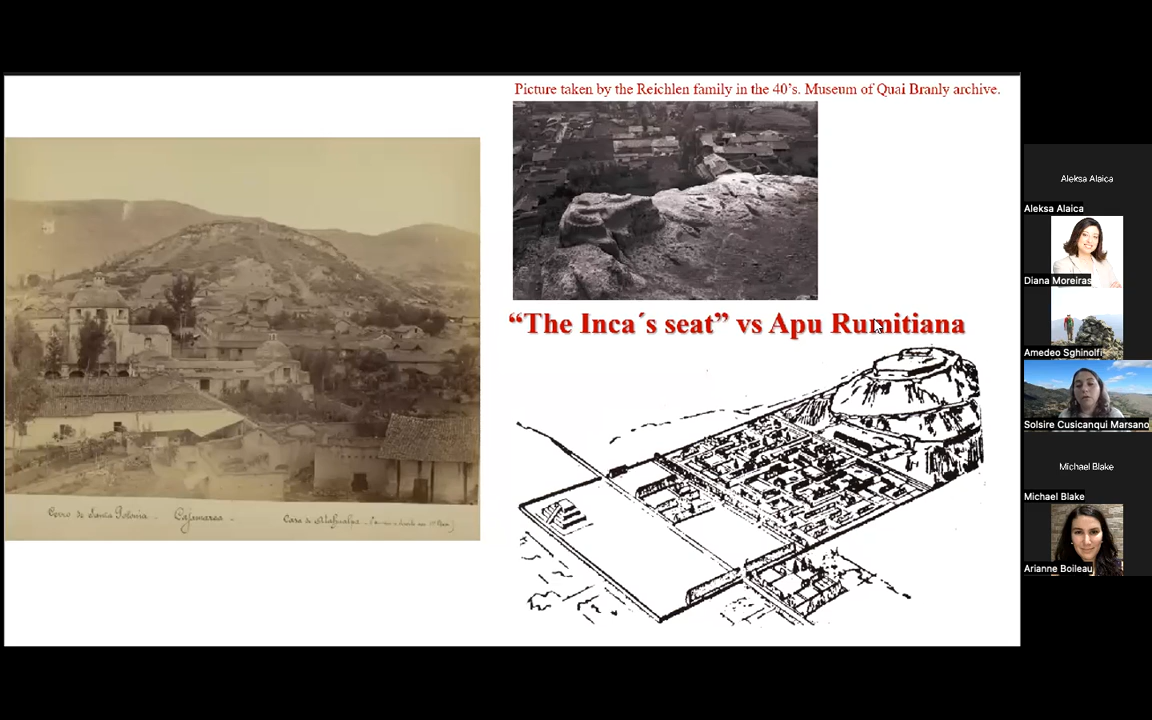 Picture taken by the Reichlen family in the 40's. Museum of Quai Branly archive.
“The Inca´s seat” vs Apu Rumitiana
Cerro de Santa Polonia - Cajamarca - Casa de Atahualpa
Aleksa Alaica
Aleksa Alaica
Diana Moreiras
Amedeo Sghinolfi
Solsire Cusicanqui Marsano
Michael Blake
Michael Blake
Arianne Boileau